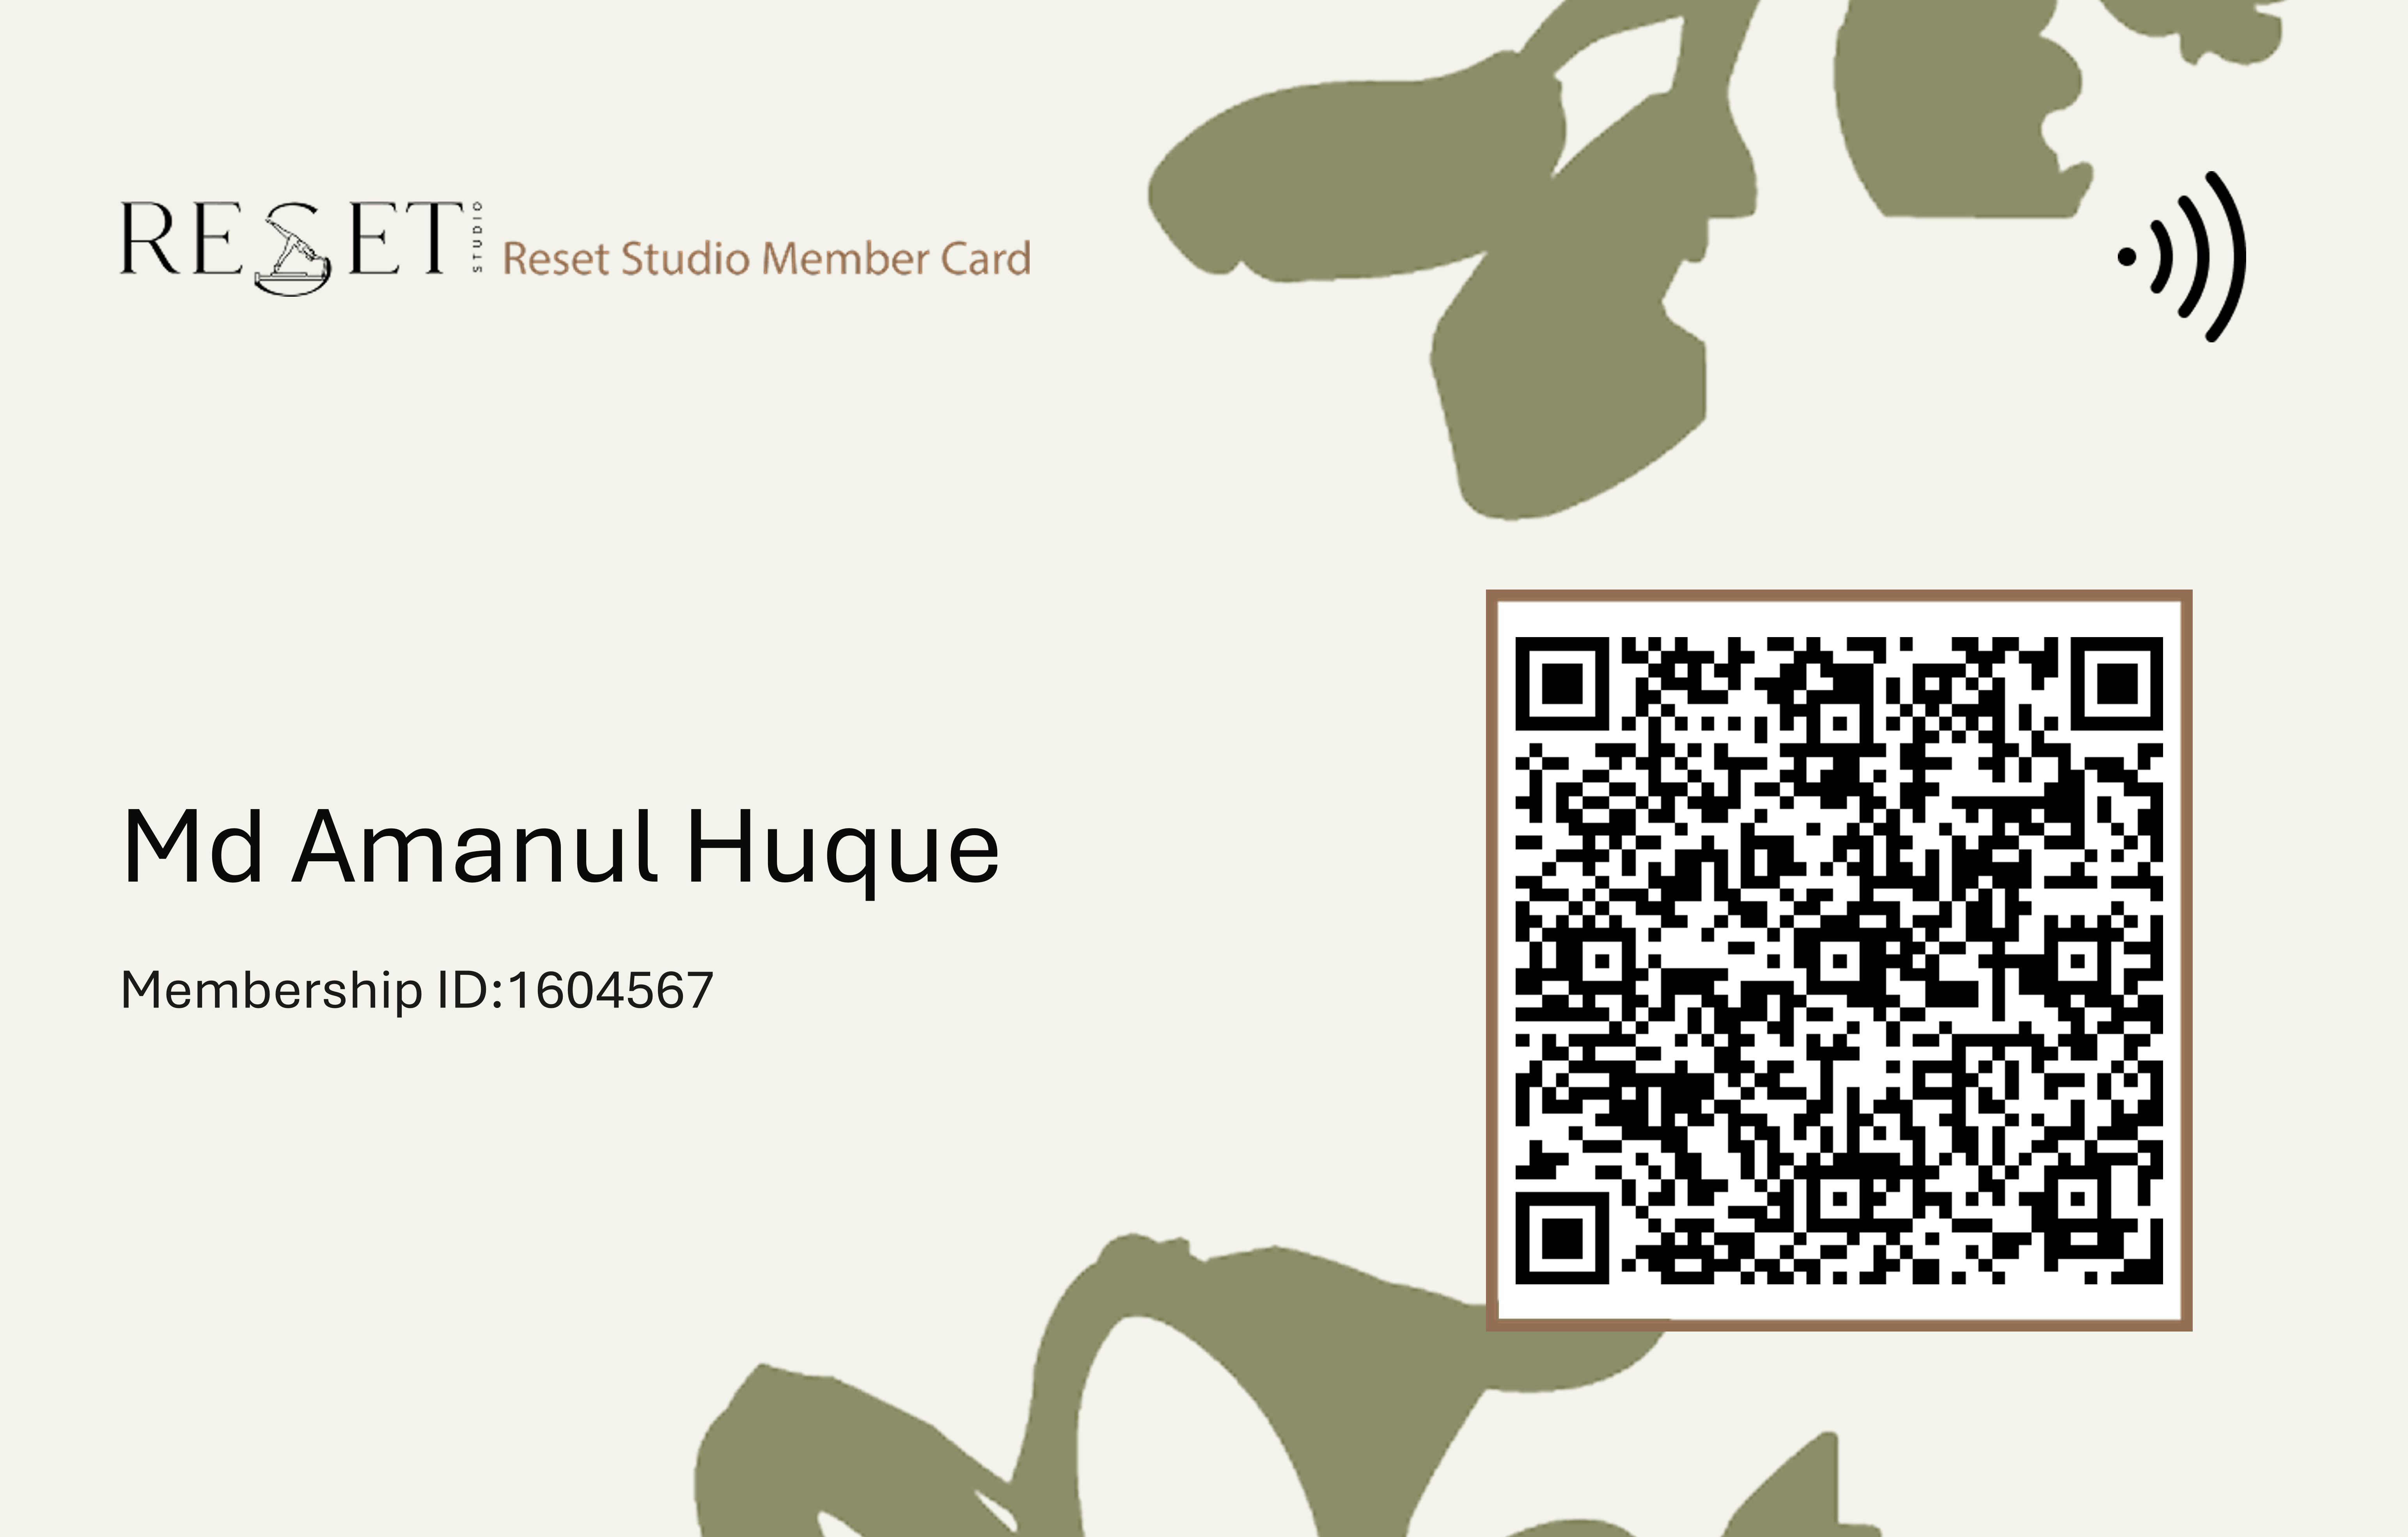 RESET STUDIO Reset Studio Member Card
Md Amanul Huque
Membership ID:1604567